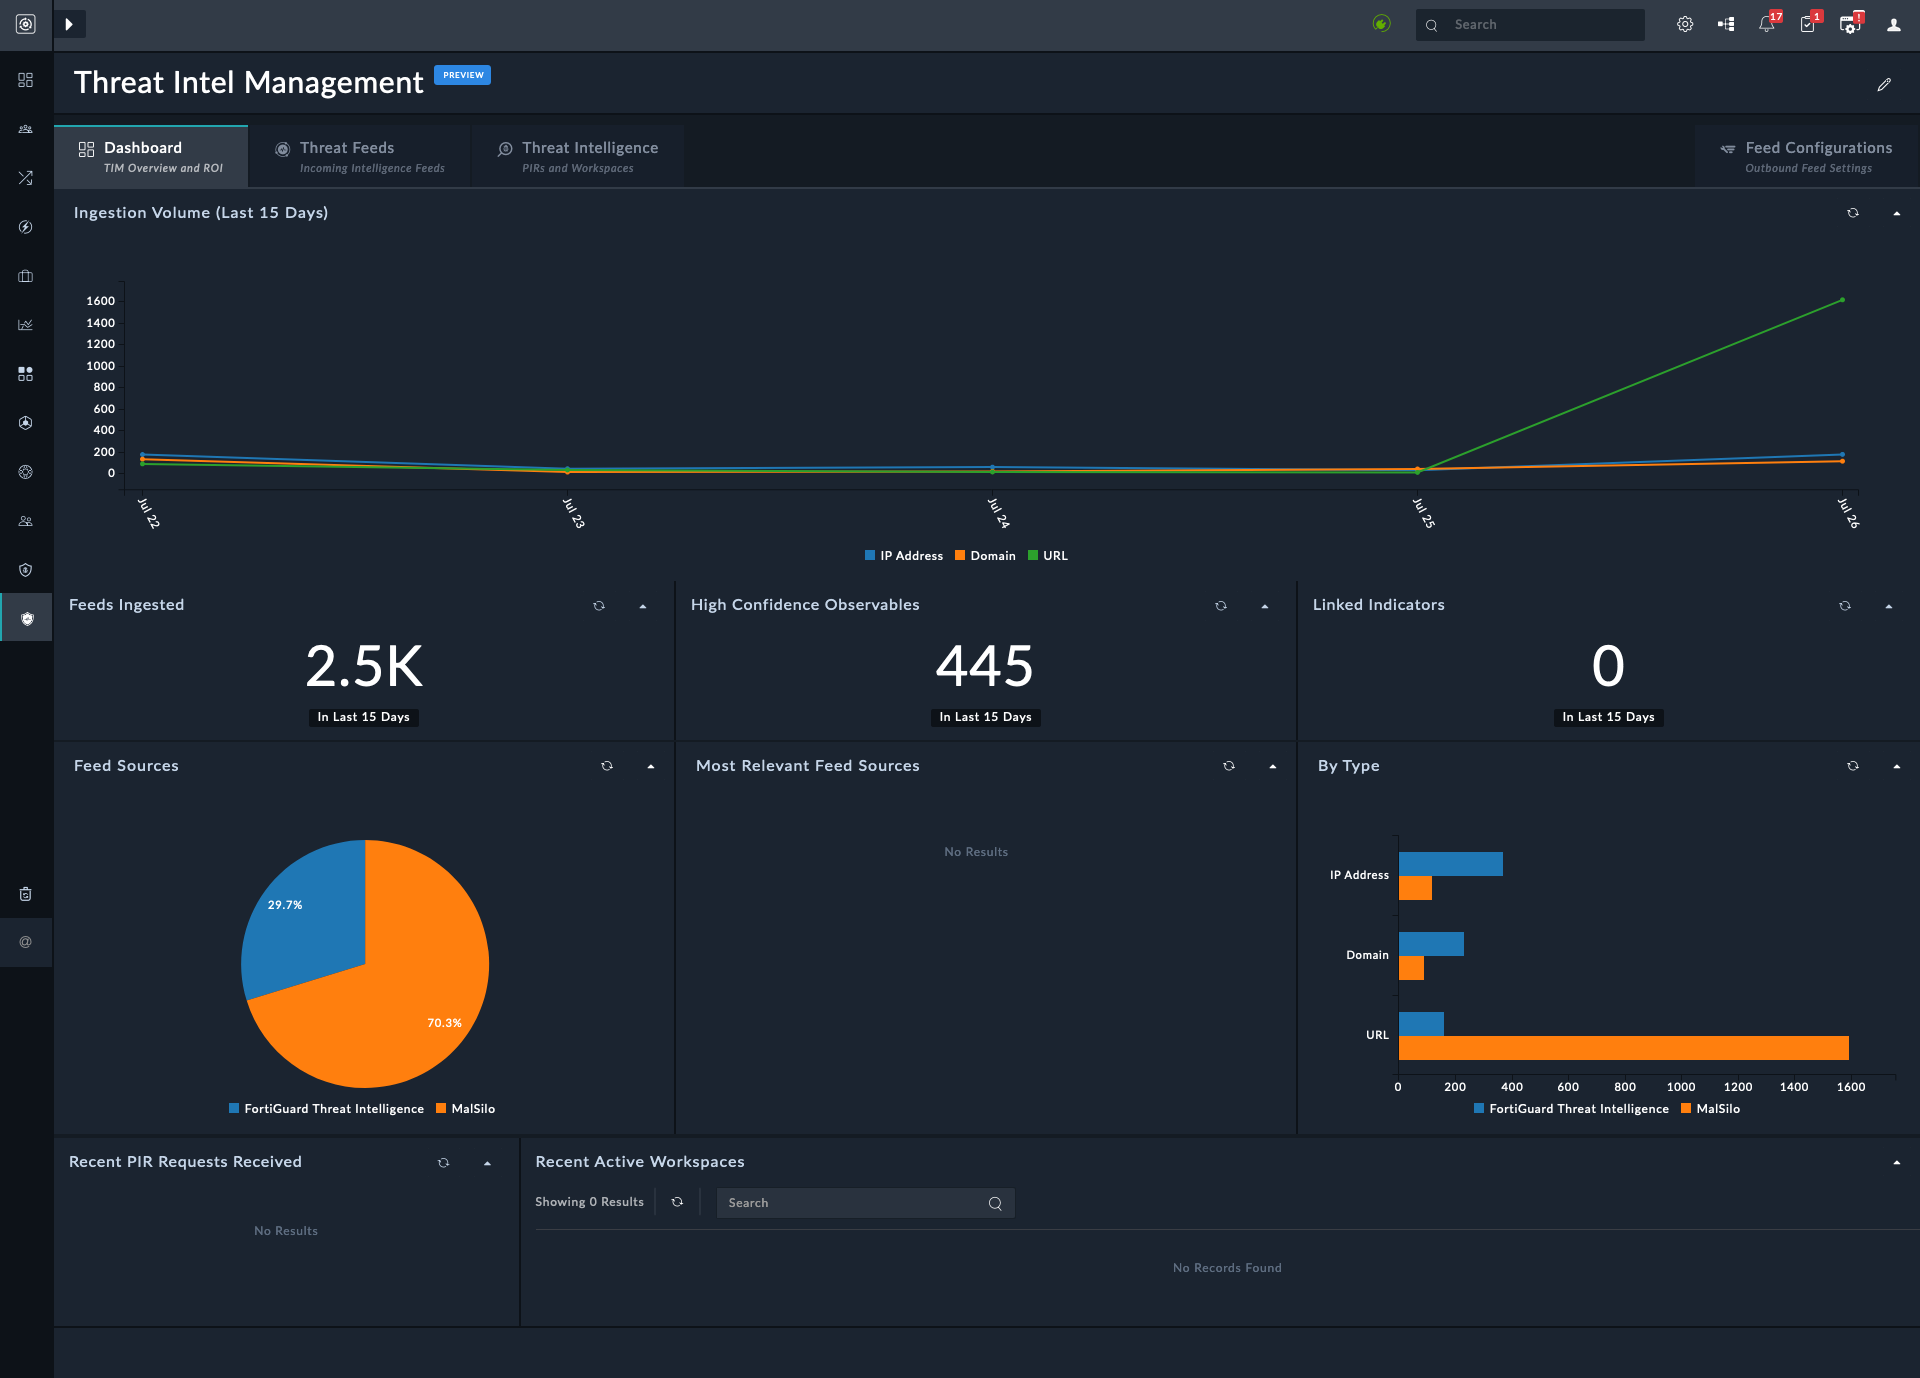 Search
17
1
!
Threat Intel Management
PREVIEW
Dashboard
TIM Overview and ROI
Threat Feeds
Incoming Intelligence Feeds
Threat Intelligence
PIRs and Workspaces
Feed Configurations
Outbound Feed Settings
Ingestion Volume (Last 15 Days)
1600
1400
1200
1000
800
600
400
200
0
Jul 22
Jul 23
Jul 24
Jul 25
Jul 26
IP Address
Domain
URL
Feeds Ingested
2.5K
In Last 15 Days
High Confidence Observables
445
In Last 15 Days
Linked Indicators
0
In Last 15 Days
Feed Sources
29.7%
70.3%
FortiGuard Threat Intelligence
MalSilo
Most Relevant Feed Sources
No Results
By Type
IP Address
Domain
URL
0
200
400
600
800
1000
1200
1400
1600
FortiGuard Threat Intelligence
MalSilo
Recent PIR Requests Received
No Results
Recent Active Workspaces
Showing 0 Results
Search
No Records Found
@